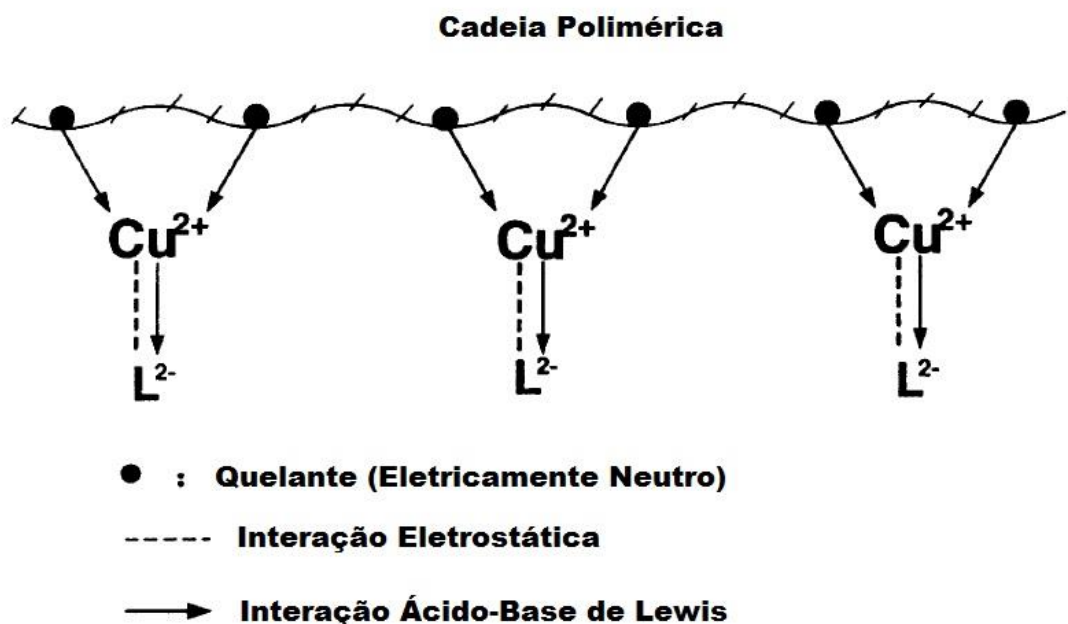 Cadeia Polimérica
Cu2+ Cu2+ Cu2+
L2- L2- L2-
: Quelante (Eletricamente Neutro)
Interação Eletrostática
Interação Ácido-Base de Lewis